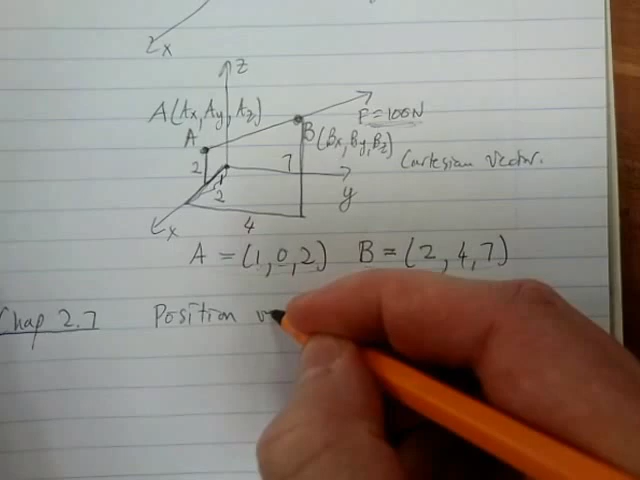 x
z
A(Ax, Ay, Az)
F = 100N
A
B(Bx, By, Bz)
Cartesian vector.
2
7
1
2
y
x
4
A = (1, 0, 2) B = (2, 4, 7)
Chap 2.7 Position v